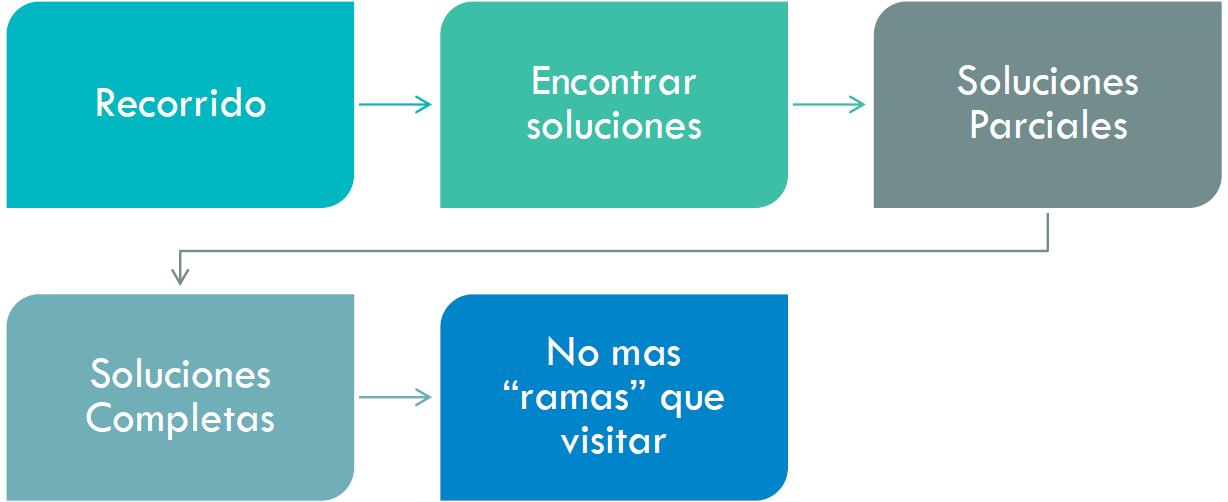 Recorrido
Encontrar
soluciones
Soluciones
Parciales
Soluciones
Completas
No mas
“ramas” que
visitar